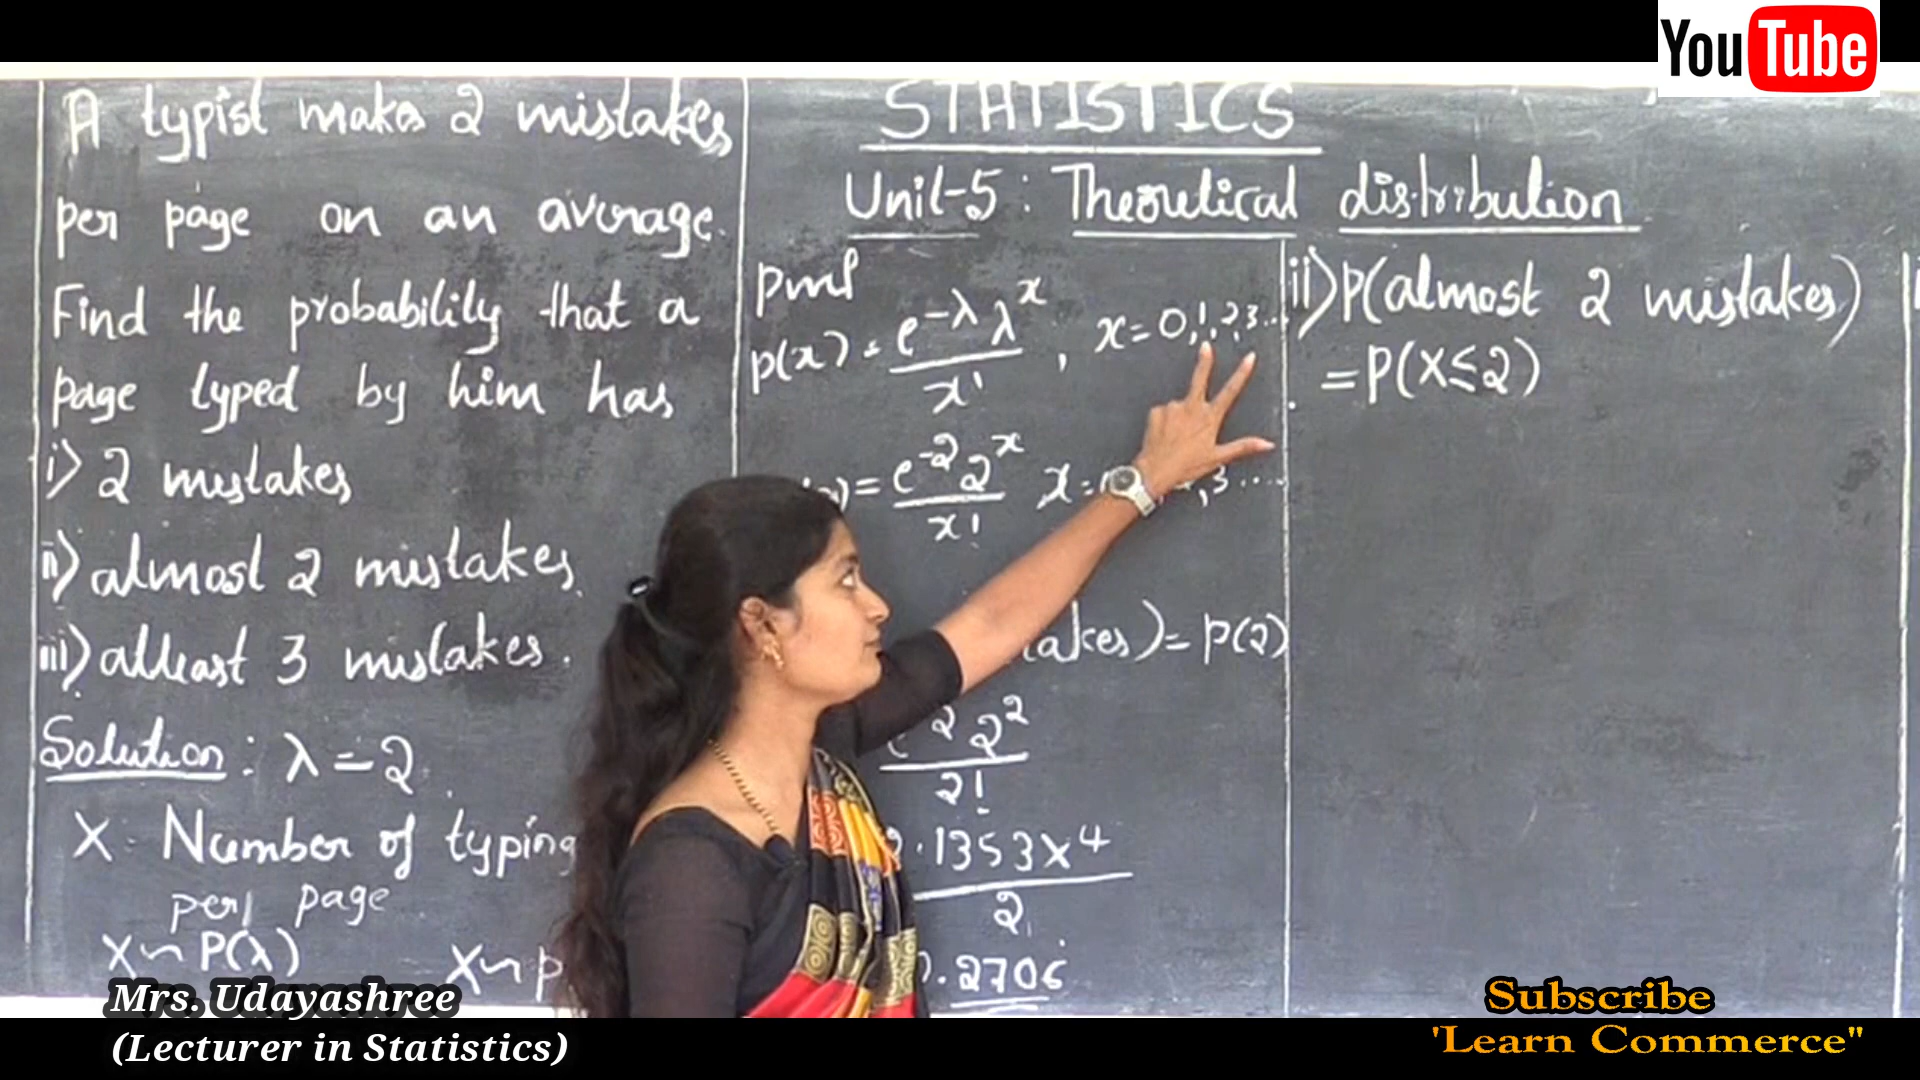 YouTube
A typist makes 2 mistakes
per page on an average.
Find the probability that a
page typed by him has
i) 2 mistakes
ii) almost 2 mistakes.
iii) atleast 3 mistakes.
Solution: λ = 2.
X - Number of typing
per page
X ~ P(λ) X ~ P
STATISTICS
Unit-5: Theoretical distribution
pmf
p(x) = e^-λ λ^x / x! , x = 0,1,2,3...
= e^-2 2^x / x! x = 3....
akes) = P(2)
2 2^2 / 2!
.1353 x 4 / 2
.2706
ii) P(almost 2 mistakes)
= P(X≤2)
Mrs. Udayashree
(Lecturer in Statistics)
Subscribe
'Learn Commerce"